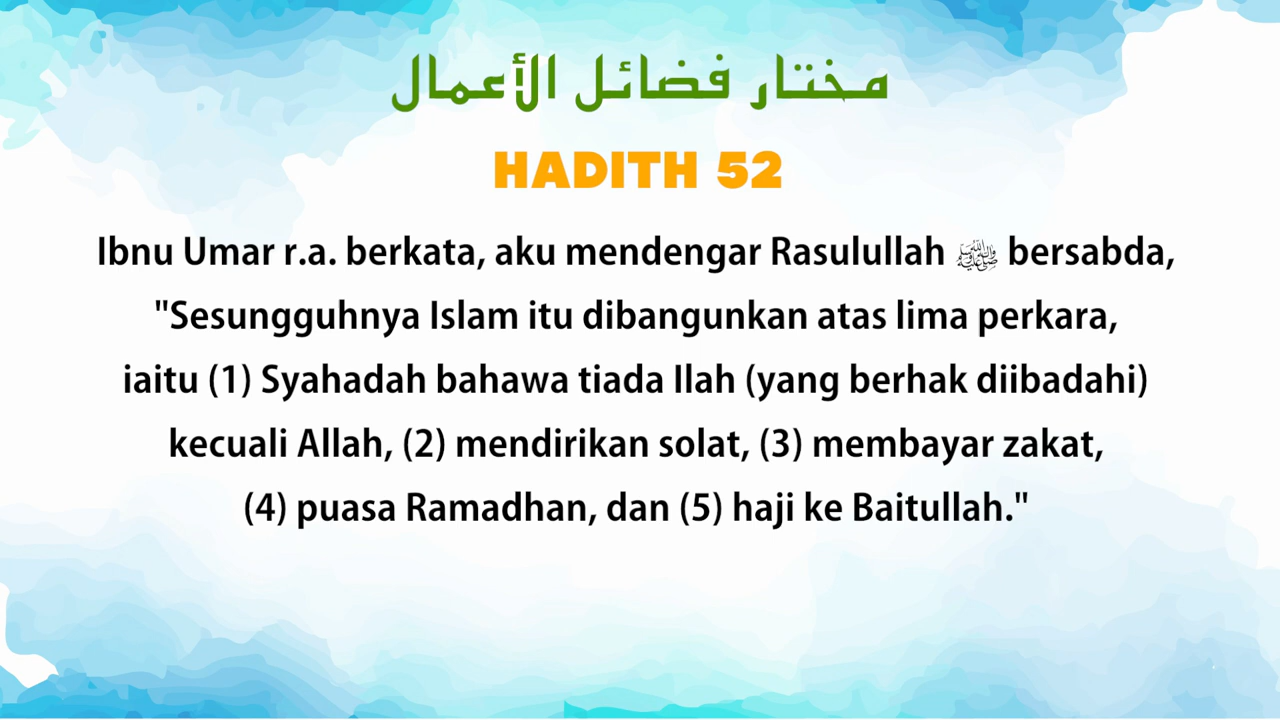 مختار فضائل الأعمال
HADITH 52
Ibnu Umar r.a. berkata, aku mendengar Rasulullah ﷺ bersabda,
"Sesungguhnya Islam itu dibangunkan atas lima perkara,
iaitu (1) Syahadah bahawa tiada Ilah (yang berhak diibadahi)
kecuali Allah, (2) mendirikan solat, (3) membayar zakat,
(4) puasa Ramadhan, dan (5) haji ke Baitullah."